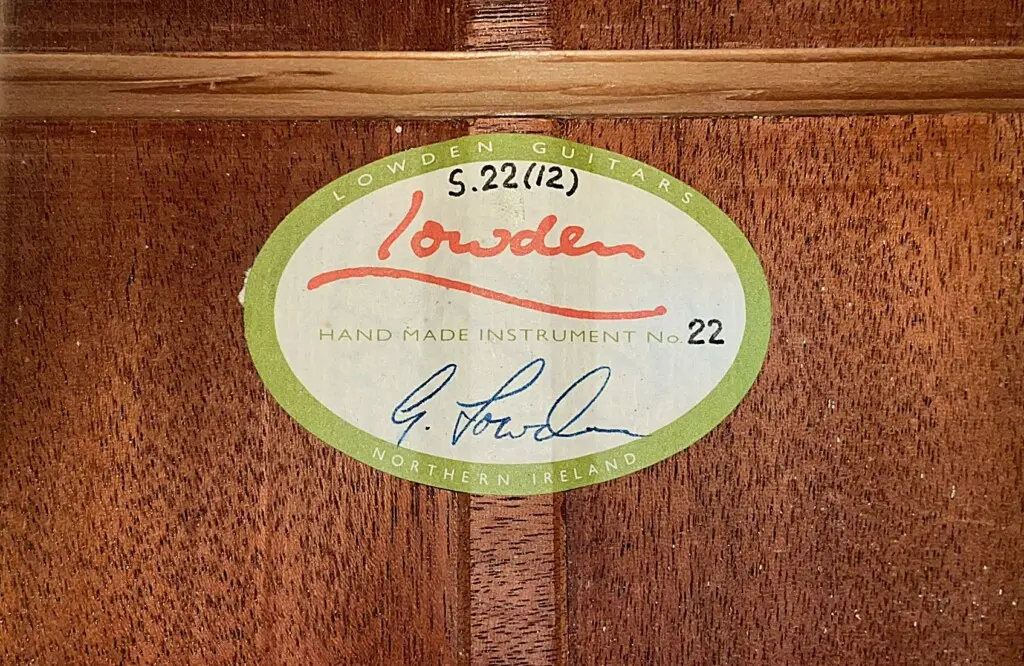 LOWDEN GUITARS
S.22(12)
Lowden
HAND MADE INSTRUMENT No. 22
G. Lowden
NORTHERN IRELAND